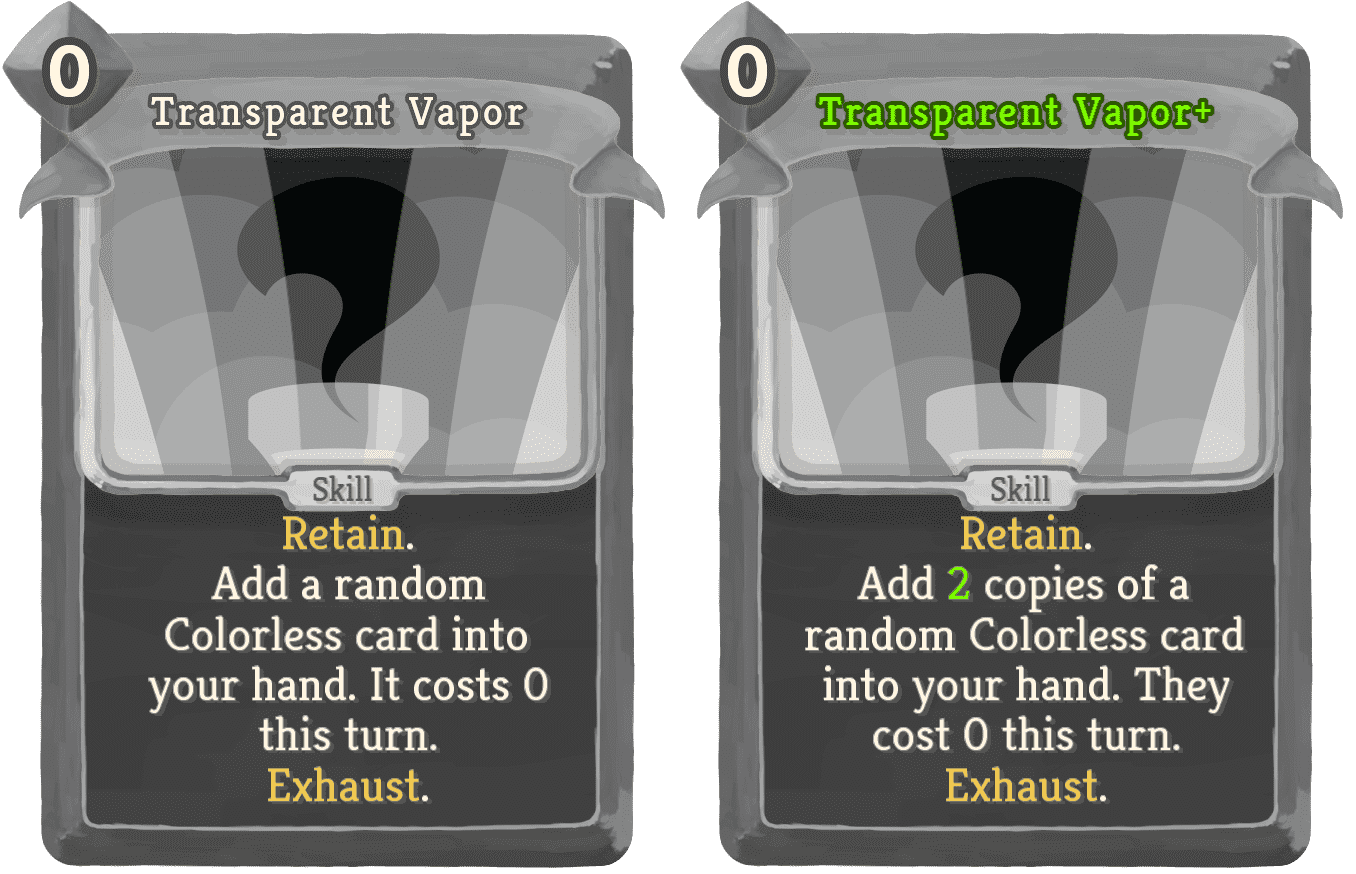 0
Transparent Vapor
Skill
Retain.
Add a random
Colorless card into
your hand. It costs 0
this turn.
Exhaust.
0
Transparent Vapor+
Skill
Retain.
Add 2 copies of a
random Colorless card
into your hand. They
cost 0 this turn.
Exhaust.